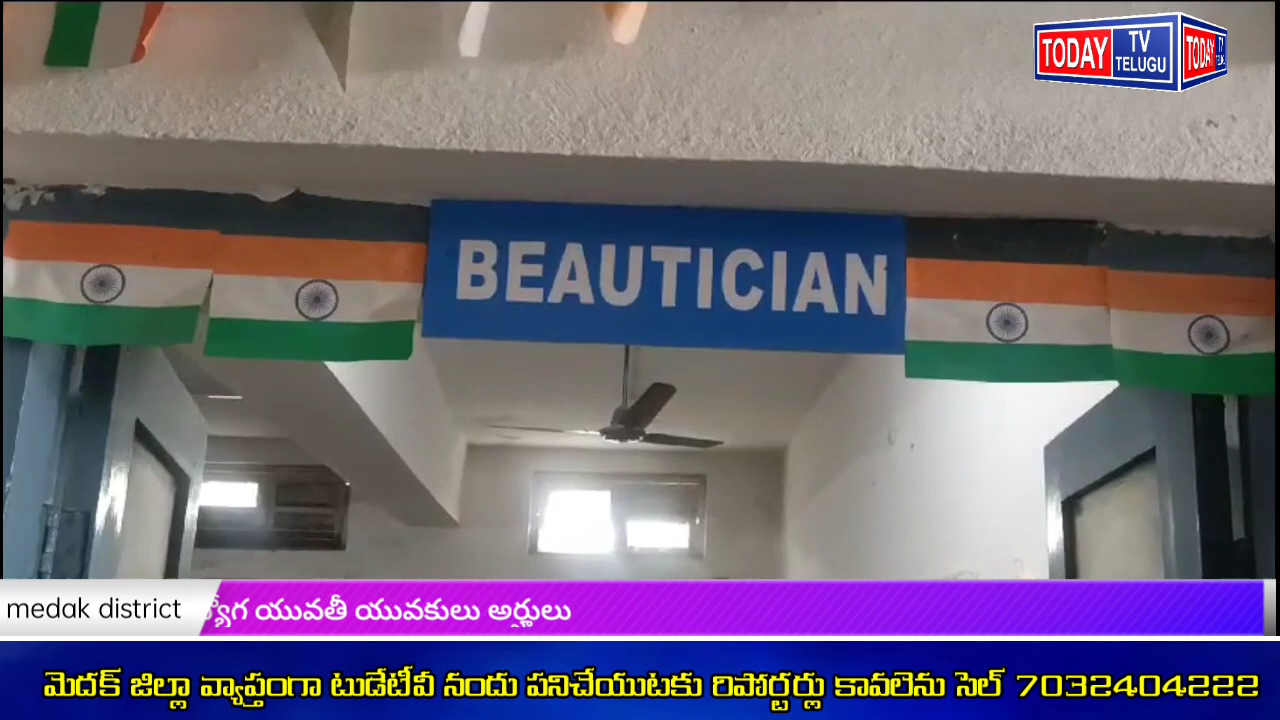 TODAY TV TELUGU TODAY
BEAUTICIAN
medak district
యువతీ యువకులు అర్హులు
మెదక్ జిల్లా వ్యాప్తంగా టుడేటీవీ నందు పనిచేయుటకు రిపోర్టర్లు కావలెను సెల్ 7032404222